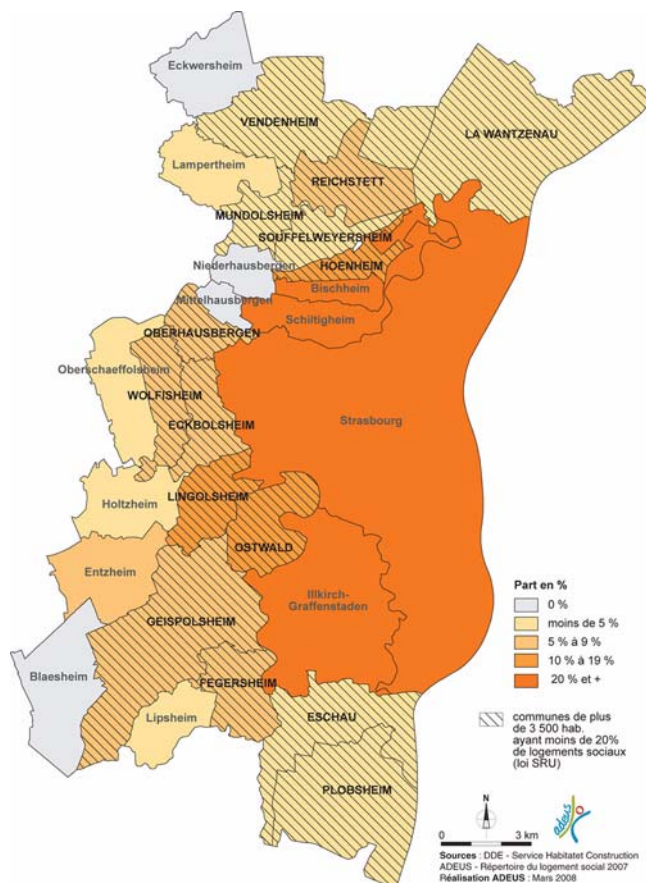 Eckwersheim
VENDENHEIM
LA WANTZENAU
Lampertheim
REICHSTETT
MUNDOLSHEIM
SOUFFELWEYERSHEIM
Niederhausbergen
HOENHEIM
Bischheim
Mittelhausbergen
Schiltigheim
OBERHAUSBERGEN
Oberschaeffolsheim
WOLFISHEIM
ECKBOLSHEIM
Strasbourg
LINGOLSHEIM
Holtzheim
OSTWALD
Entzheim
Illkirch-
Graffenstaden
GEISPOLSHEIM
Blaesheim
FEGERSHEIM
Lipsheim
ESCHAU
PLOBSHEIM
Part en %
0 %
moins de 5 %
5 % à 9 %
10 % à 19 %
20 % et +
communes de plus
de 3 500 hab.
ayant moins de 20%
de logements sociaux
(loi SRU)
N
adeus
0 3 km
Sources : DDE - Service Habitatet Construction
ADEUS - Répertoire du logement social 2007
Réalisation ADEUS : Mars 2008